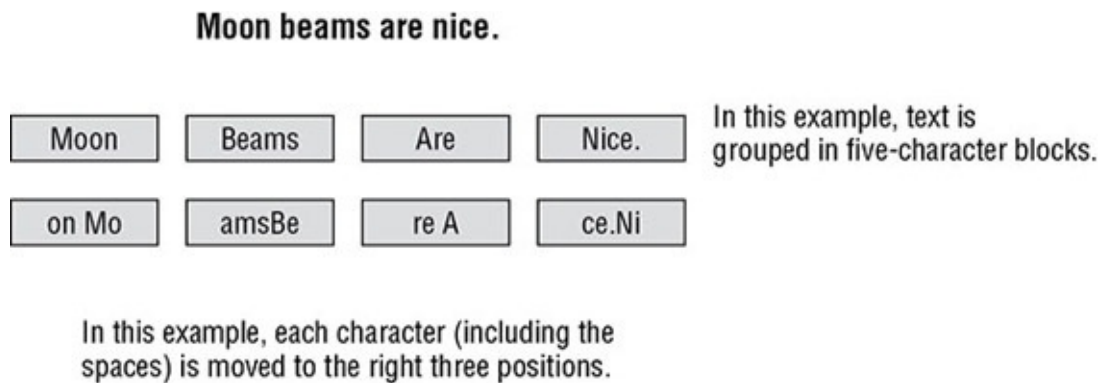 Moon beams are nice.
Moon Beams Are Nice. In this example, text is
grouped in five-character blocks.
on Mo amsBe re A ce.Ni
In this example, each character (including the
spaces) is moved to the right three positions.